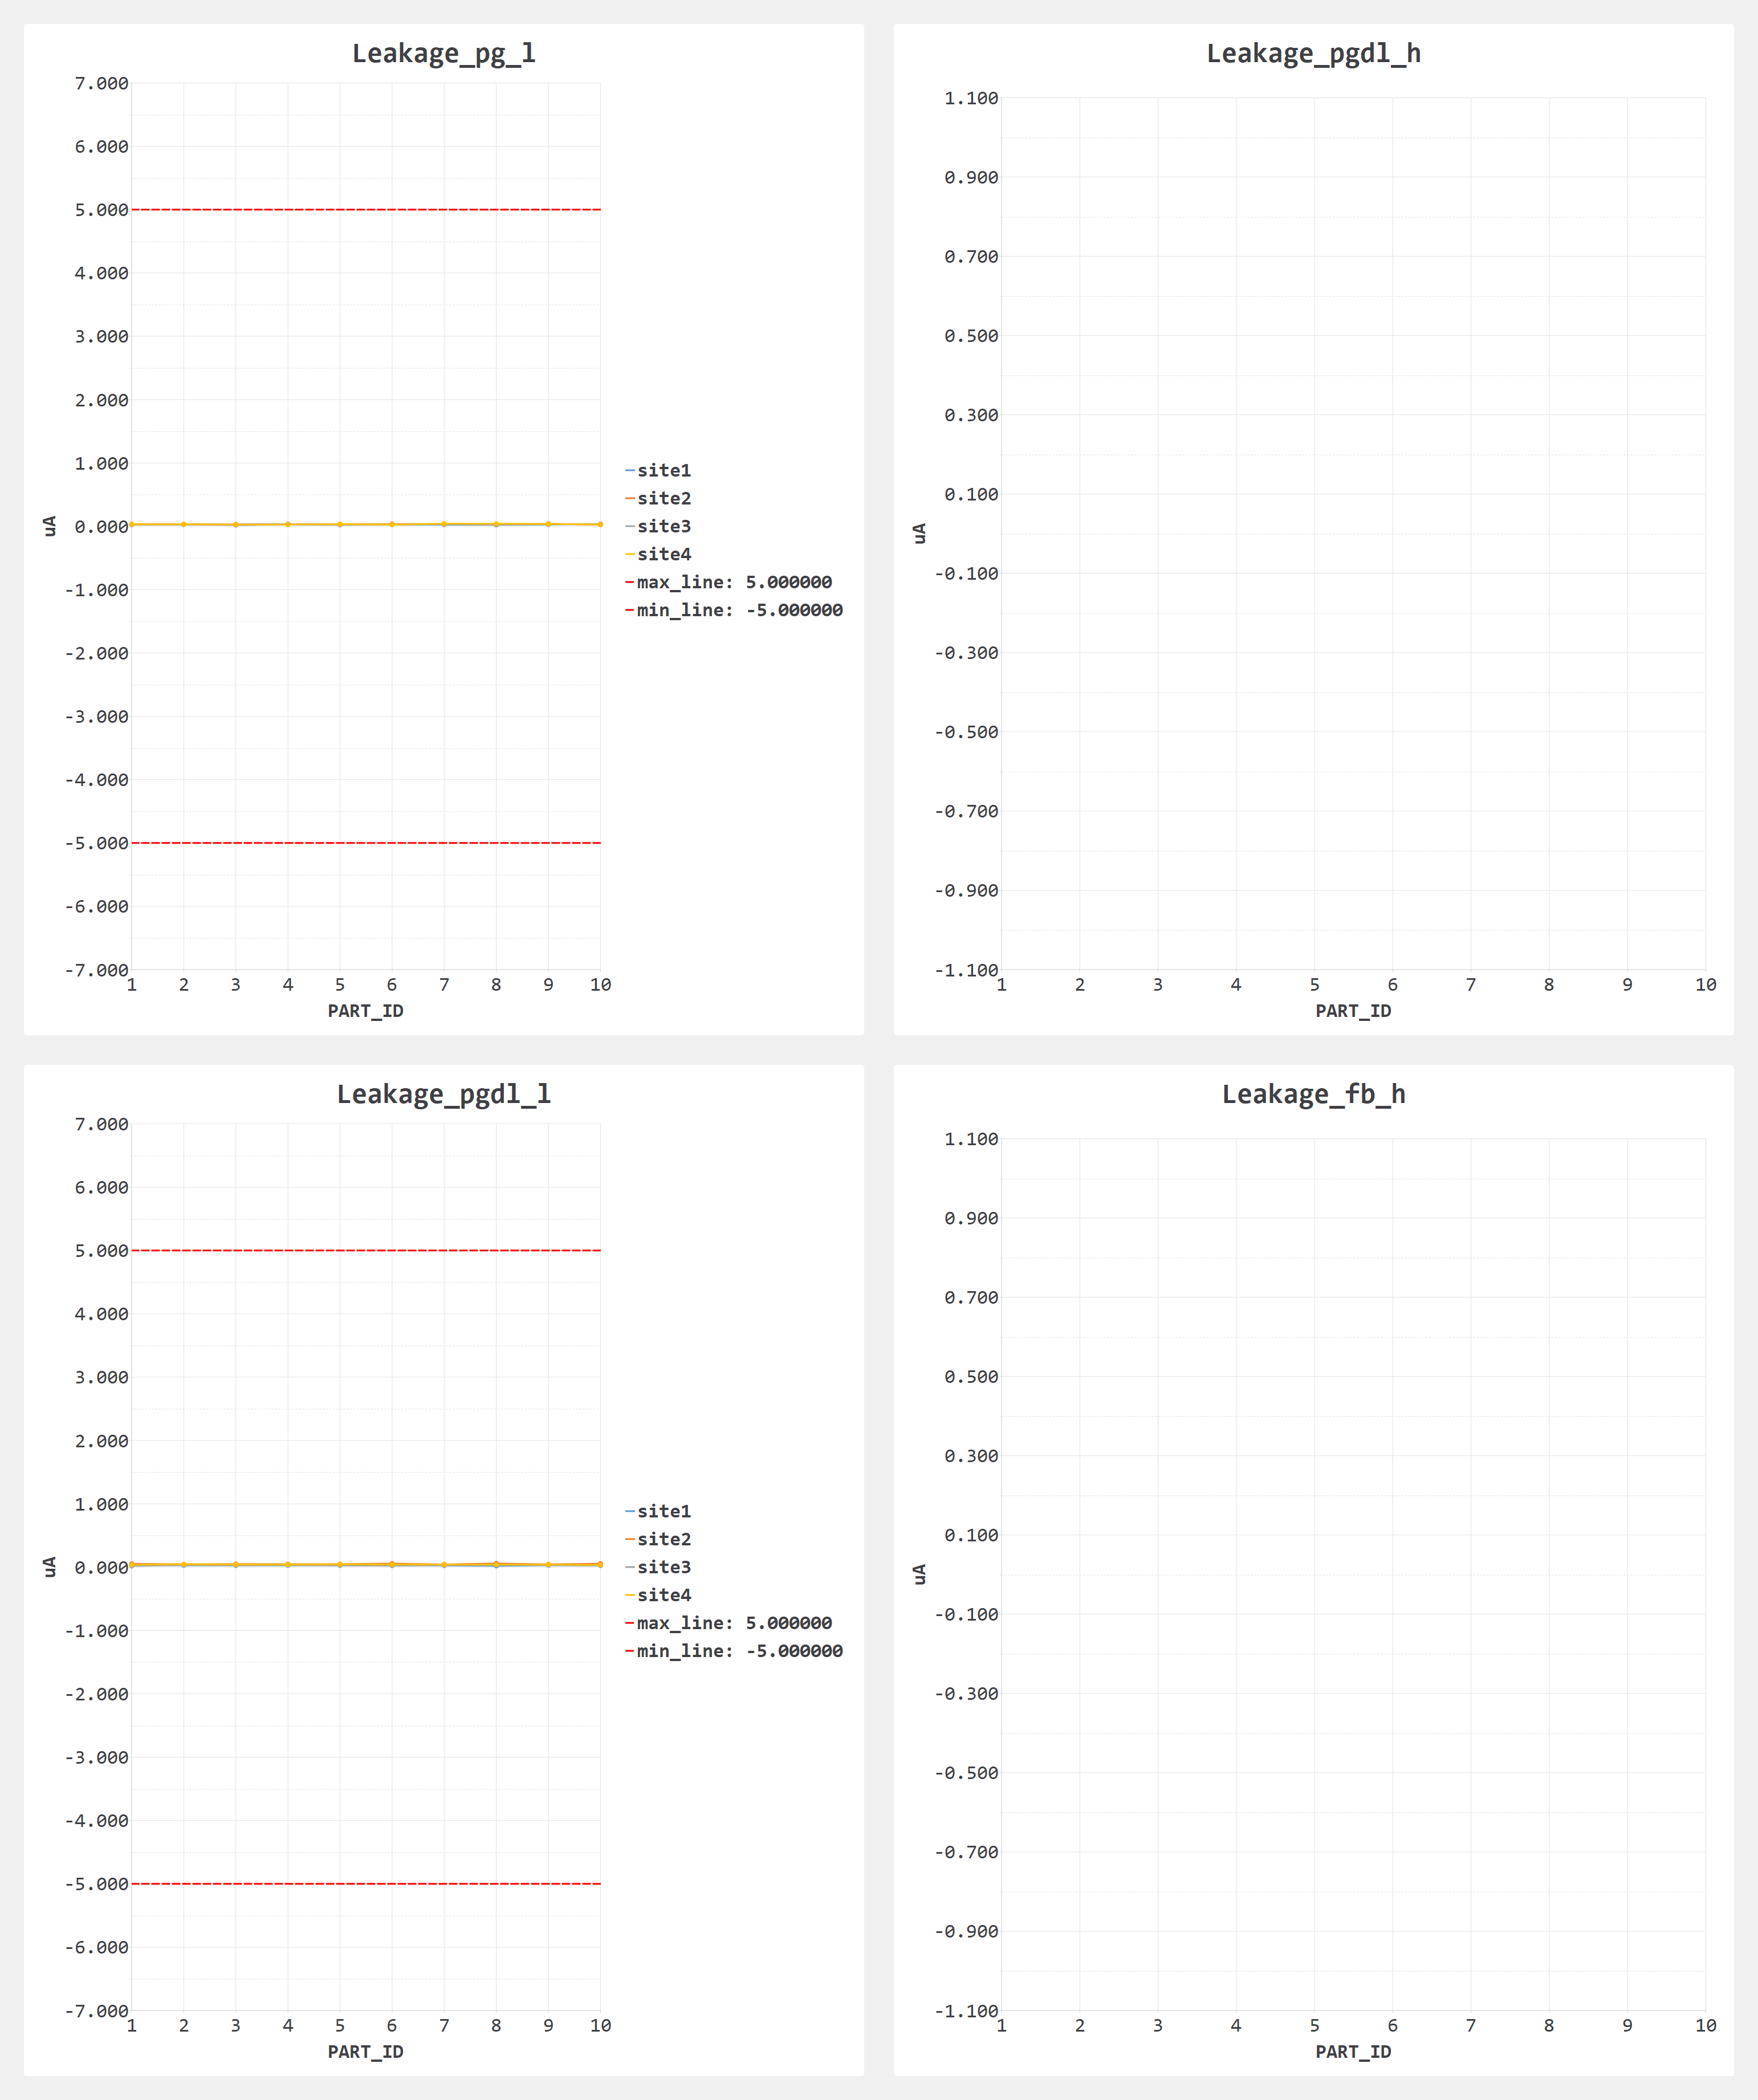 Leakage_pg_l
7.000
6.000
5.000
4.000
3.000
2.000
1.000
0.000
-1.000
-2.000
-3.000
-4.000
-5.000
-6.000
-7.000
uA
1 2 3 4 5 6 7 8 9 10
PART_ID
site1
site2
site3
site4
max_line: 5.000000
min_line: -5.000000
Leakage_pgdl_h
1.100
0.900
0.700
0.500
0.300
0.100
-0.100
-0.300
-0.500
-0.700
-0.900
-1.100
uA
1 2 3 4 5 6 7 8 9 10
PART_ID
Leakage_pgdl_l
7.000
6.000
5.000
4.000
3.000
2.000
1.000
0.000
-1.000
-2.000
-3.000
-4.000
-5.000
-6.000
-7.000
uA
1 2 3 4 5 6 7 8 9 10
PART_ID
site1
site2
site3
site4
max_line: 5.000000
min_line: -5.000000
Leakage_fb_h
1.100
0.900
0.700
0.500
0.300
0.100
-0.100
-0.300
-0.500
-0.700
-0.900
-1.100
uA
1 2 3 4 5 6 7 8 9 10
PART_ID